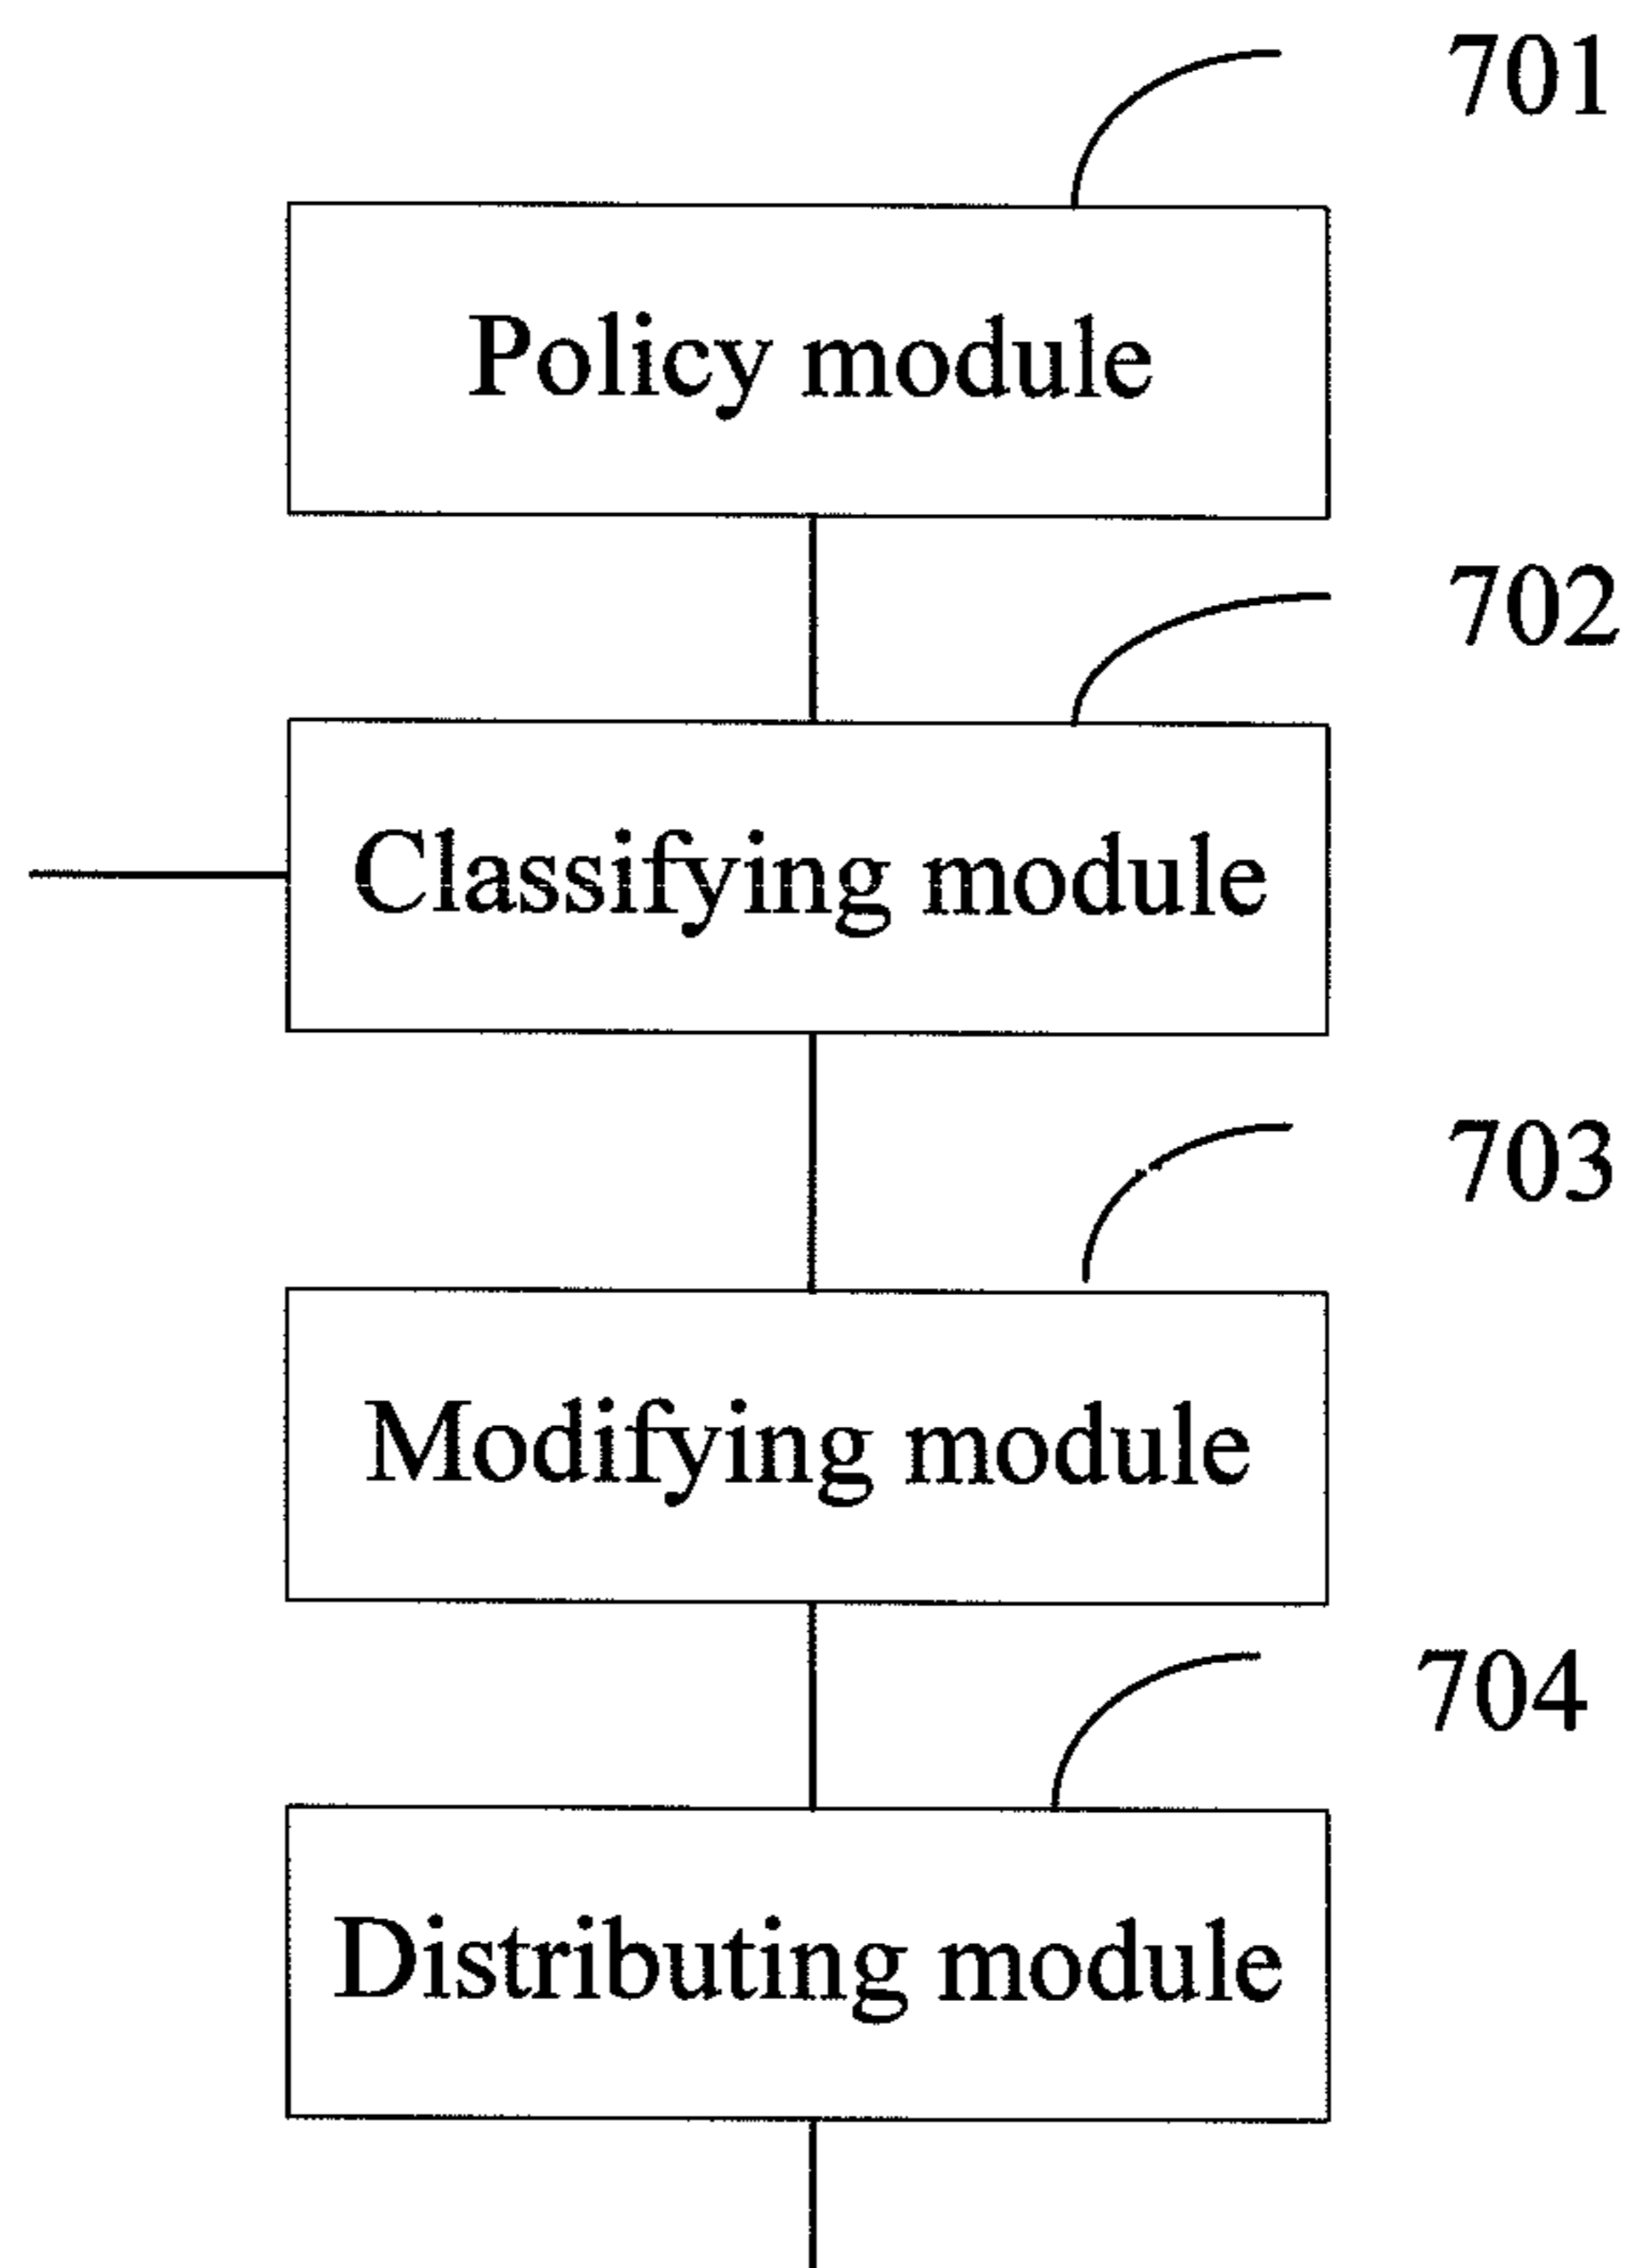 701
Policy module
702
Classifying module
703
Modifying module
704
Distributing module